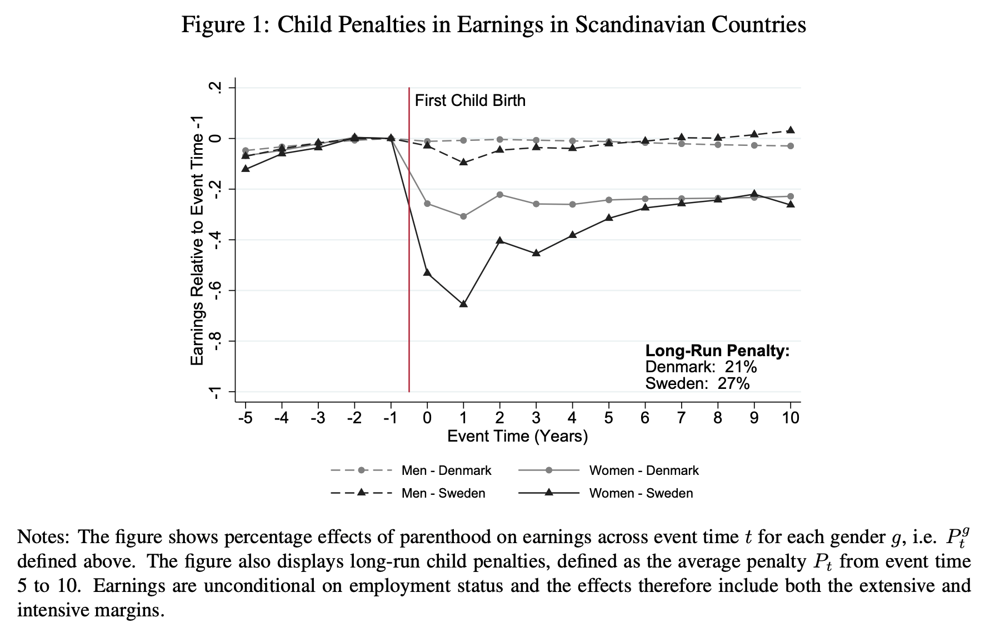 Figure 1: Child Penalties in Earnings in Scandinavian Countries
Earnings Relative to Event Time -1
.2
0
-.2
-.4
-.6
-.8
-1
First Child Birth
Long-Run Penalty:
Denmark: 21%
Sweden: 27%
-5 -4 -3 -2 -1 0 1 2 3 4 5 6 7 8 9 10
Event Time (Years)
Men - Denmark Women - Denmark
Men - Sweden Women - Sweden
Notes: The figure shows percentage effects of parenthood on earnings across event time t for each gender g, i.e. P_t^g
defined above. The figure also displays long-run child penalties, defined as the average penalty P_t from event time
5 to 10. Earnings are unconditional on employment status and the effects therefore include both the extensive and
intensive margins.